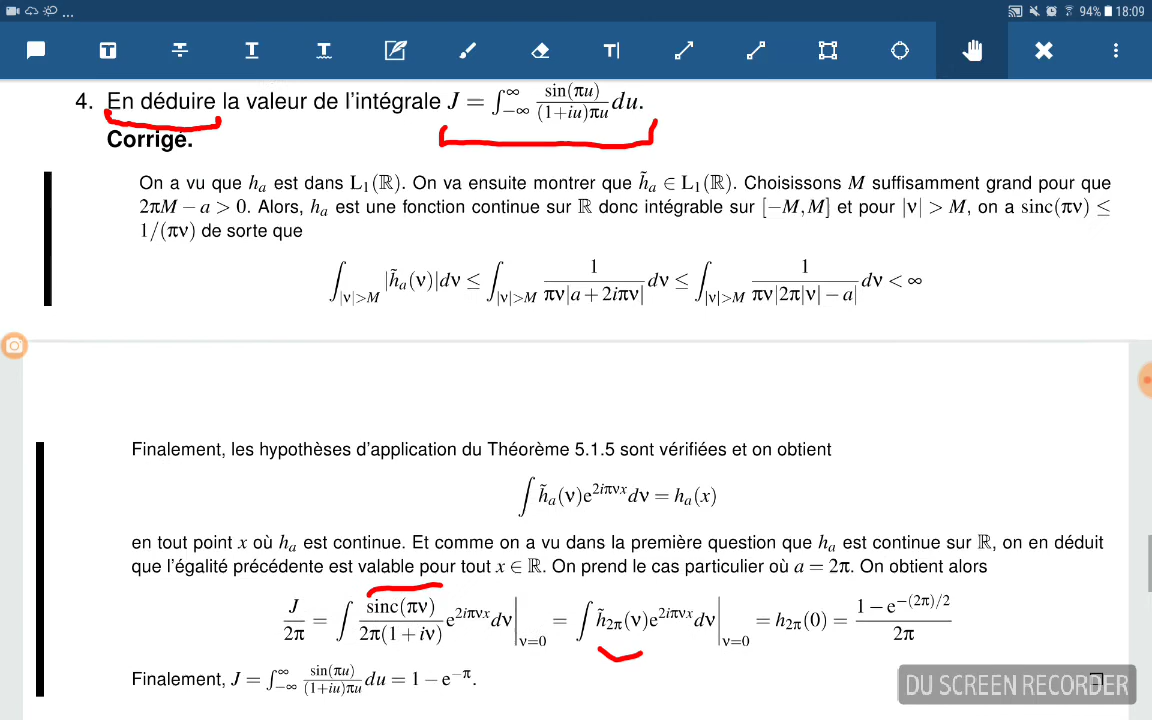 94% 18:09
4. En déduire la valeur de l'intégrale J = ∫_{−∞}^{∞} sin(πu)/((1+iu)πu) du.
Corrigé.
On a vu que h_a est dans L₁(ℝ). On va ensuite montrer que h̃_a ∈ L₁(ℝ). Choisissons M suffisamment grand pour que
2πM − a > 0. Alors, h_a est une fonction continue sur ℝ donc intégrable sur [−M, M] et pour |ν| > M, on a sinc(πν) ≤
1/(πν) de sorte que
∫_{|ν|>M} |h̃_a(ν)|dν ≤ ∫_{|ν|>M} 1/(πν|a + 2iπν|) dν ≤ ∫_{|ν|>M} 1/(πν|2π|ν| − a|) dν < ∞
Finalement, les hypothèses d'application du Théorème 5.1.5 sont vérifiées et on obtient
∫ h̃_a(ν)e^{2iπνx}dν = h_a(x)
en tout point x où h_a est continue. Et comme on a vu dans la première question que h_a est continue sur ℝ, on en déduit
que l'égalité précédente est valable pour tout x ∈ ℝ. On prend le cas particulier où a = 2π. On obtient alors
J/2π = ∫ sinc(πν)/(2π(1+iν)) e^{2iπνx}dν|_{ν=0} = ∫ h̃_{2π}(ν)e^{2iπνx}dν|_{ν=0} = h_{2π}(0) = (1 − e^{−(2π)/2})/2π
Finalement, J = ∫_{−∞}^{∞} sin(πu)/((1+iu)πu) du = 1 − e^{−π}.
DU SCREEN RECORDER